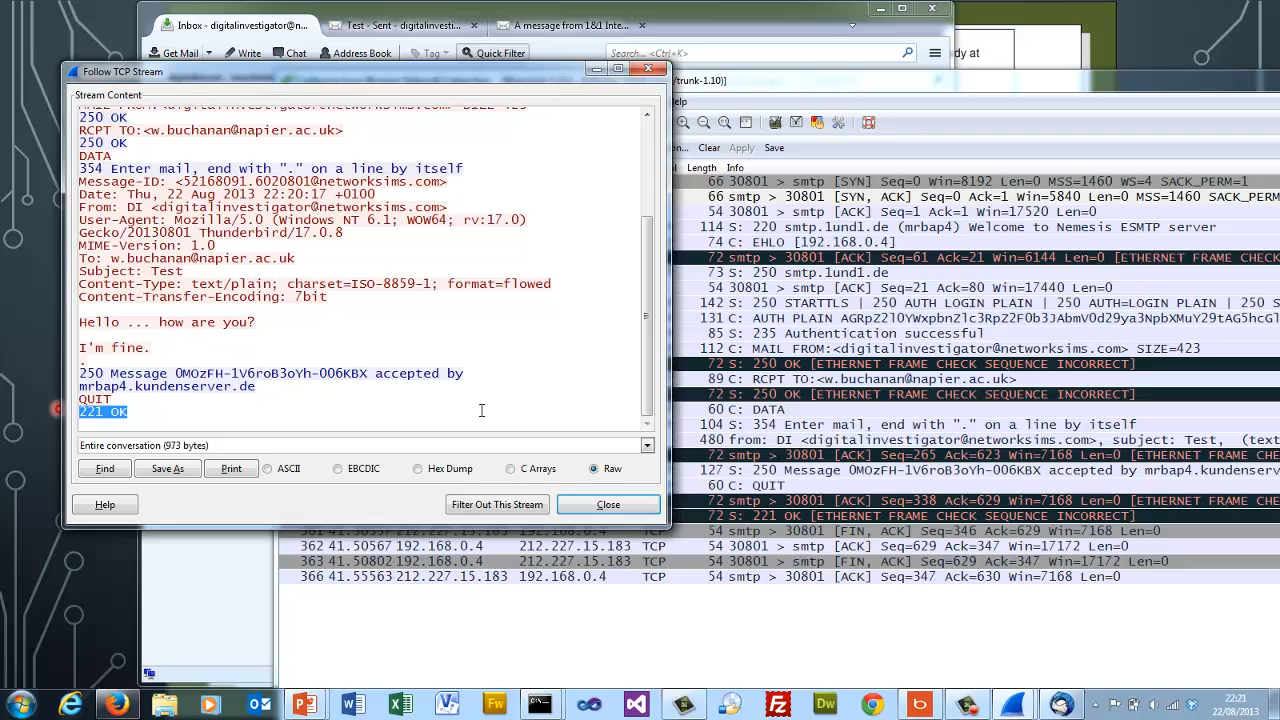 Inbox - digitalinvestigator@n...
Test - Sent - digitalinvesti...
A message from 1&1 Inte...
Get Mail
Write
Chat
Address Book
Tag
Quick Filter
Search... <Ctrl+K>
dy at
Follow TCP Stream
/trunk-1.10)]
Stream Content
Help
250 OK
RCPT TO:<w.buchanan@napier.ac.uk>
250 OK
DATA
354 Enter mail, end with "." on a line by itself
Message-ID: <52168091.6020801@networksims.com>
Date: Thu, 22 Aug 2013 22:20:17 +0100
From: DI <digitalinvestigator@networksims.com>
User-Agent: Mozilla/5.0 (Windows NT 6.1; WOW64; rv:17.0)
Gecko/20130801 Thunderbird/17.0.8
MIME-Version: 1.0
To: w.buchanan@napier.ac.uk
Subject: Test
Content-Type: text/plain; charset=ISO-8859-1; format=flowed
Content-Transfer-Encoding: 7bit
Hello ... how are you?
I'm fine.
.
250 Message 0MOzFH-1V6roB3oYh-006KBX accepted by
mrbap4.kundenserver.de
QUIT
221 OK
Entire conversation (973 bytes)
Find
Save As
Print
ASCII
EBCDIC
Hex Dump
C Arrays
Raw
Help
Filter Out This Stream
Close
Clear
Apply
Save
Length
Info
66 30801 > smtp [SYN] Seq=0 Win=8192 Len=0 MSS=1460 WS=4 SACK_PERM=1
66 smtp > 30801 [SYN, ACK] Seq=0 Ack=1 Win=5840 Len=0 MSS=1460 SACK_PERM
54 30801 > smtp [ACK] Seq=1 Ack=1 Win=17520 Len=0
114 S: 220 smtp.1und1.de (mrbap4) Welcome to Nemesis ESMTP server
74 C: EHLO [192.168.0.4]
72 smtp > 30801 [ACK] Seq=61 Ack=21 Win=6144 Len=0 [ETHERNET FRAME CHECK
73 S: 250 smtp.1und1.de
54 30801 > smtp [ACK] Seq=21 Ack=80 Win=17440 Len=0
142 S: 250 STARTTLS | 250 AUTH LOGIN PLAIN | 250 AUTH=LOGIN PLAIN | 250 S
131 C: AUTH PLAIN
85 S: 235 Authentication successful
112 C: MAIL FROM:<digitalinvestigator@networksims.com> SIZE=423
72 S: 250 OK [ETHERNET FRAME CHECK SEQUENCE INCORRECT]
89 C: RCPT TO:<w.buchanan@napier.ac.uk>
72 S: 250 OK [ETHERNET FRAME CHECK SEQUENCE INCORRECT]
60 C: DATA
104 S: 354 Enter mail, end with "." on a line by itself
480 from: DI <digitalinvestigator@networksims.com>, subject: Test, (text
72 smtp > 30801 [ACK] Seq=265 Ack=623 Win=7168 Len=0 [ETHERNET FRAME CHEC
127 S: 250 Message 0MOzFH-1V6roB3oYh-006KBX accepted by mrbap4.kundenserv
60 C: QUIT
72 smtp > 30801 [ACK] Seq=338 Ack=629 Win=7168 Len=0 [ETHERNET FRAME CHEC
72 S: 221 OK [ETHERNET FRAME CHECK SEQUENCE INCORRECT]
54 smtp > 30801 [FIN, ACK] Seq=346 Ack=629 Win=7168 Len=0
362 41.50567 192.168.0.4 212.227.15.183 TCP 54 30801 > smtp [ACK] Seq=629 Ack=347 Win=17172 Len=0
363 41.50802 192.168.0.4 212.227.15.183 TCP 54 30801 > smtp [FIN, ACK] Seq=629 Ack=347 Win=17172 Len=0
366 41.55563 212.227.15.183 192.168.0.4 TCP 54 smtp > 30801 [ACK] Seq=347 Ack=630 Win=7168 Len=0
22:21
22/08/2013